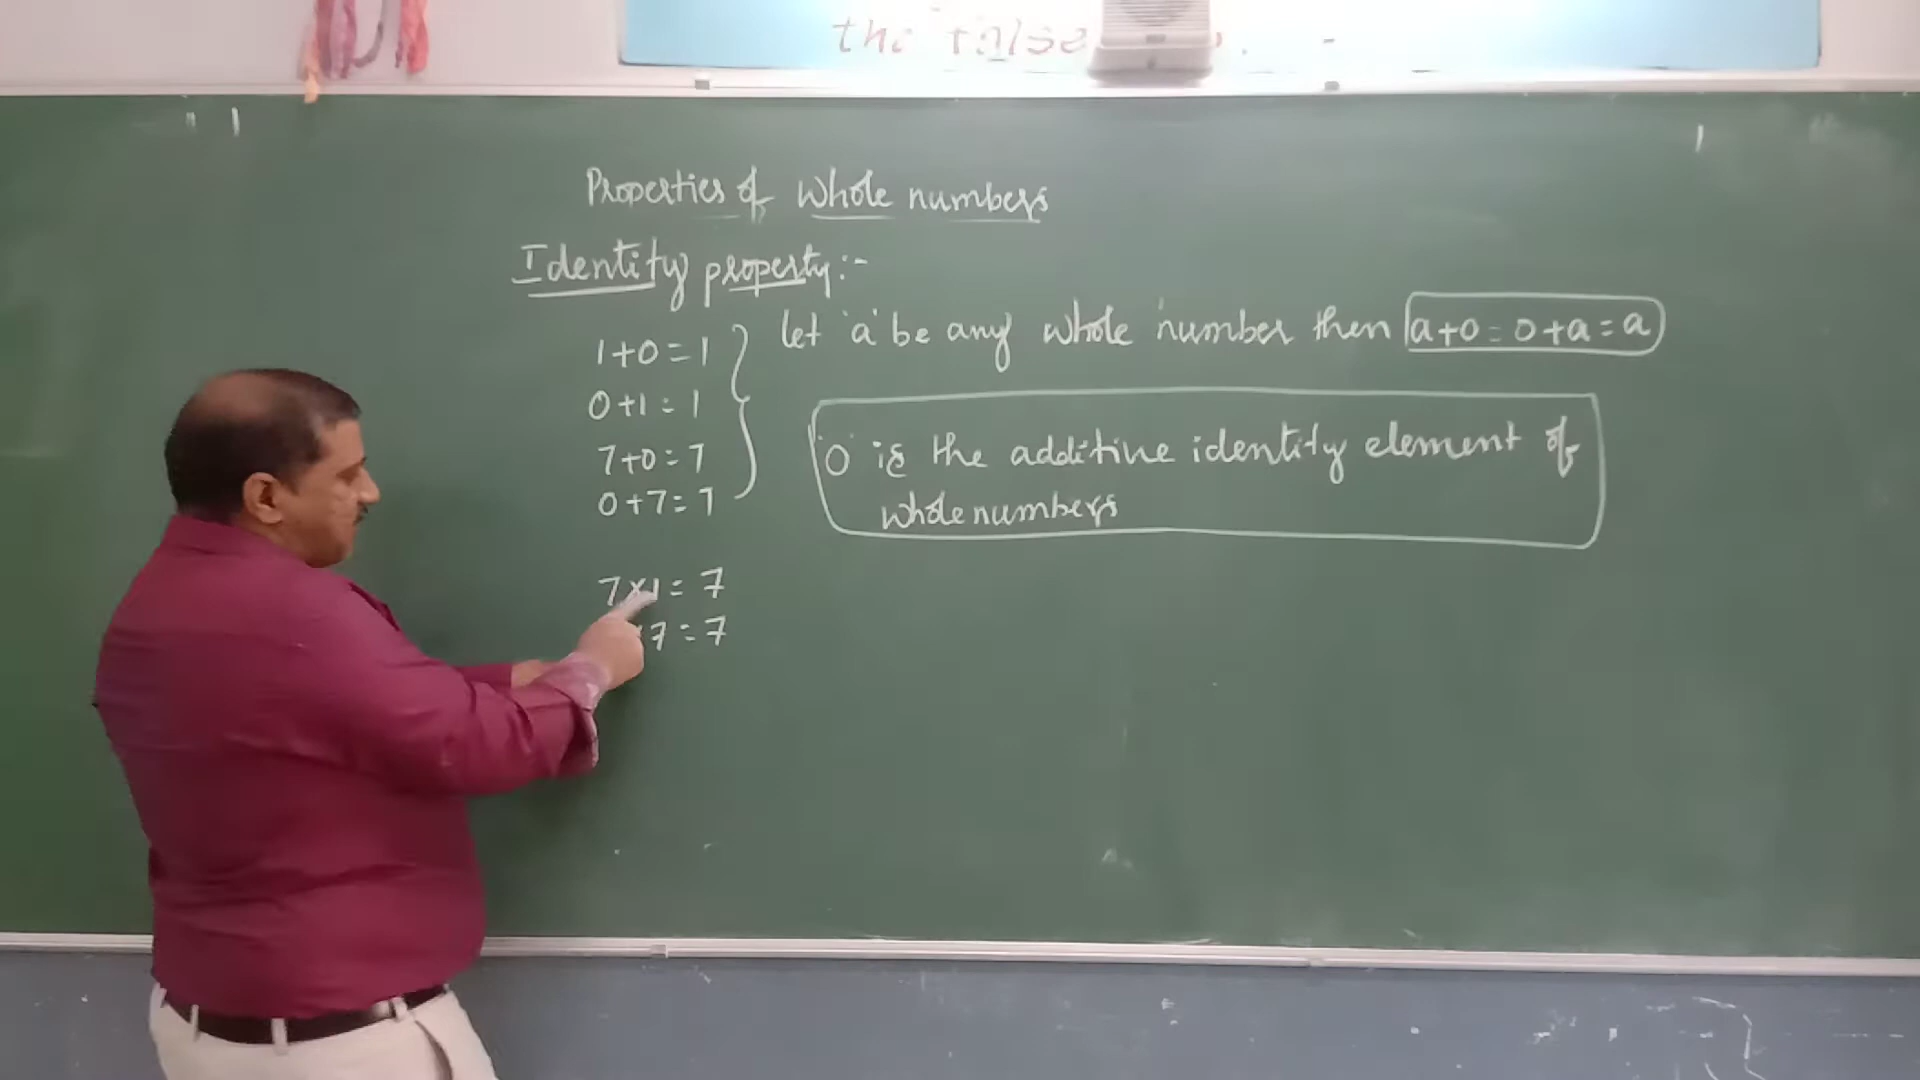 the false
Properties of Whole numbers
Identity property:-
1+0=1
0+1=1
7+0=7
0+7=7
let 'a' be any whole number then a+0=0+a=a
'0' is the additive identity element of
whole numbers
7×1=7
7=7